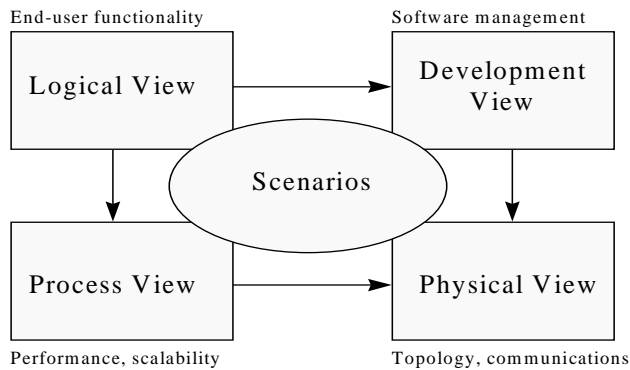 End-user functionality
Software management
Logical View
Development
View
Scenarios
Process View
Physical View
Performance, scalability
Topology, communications